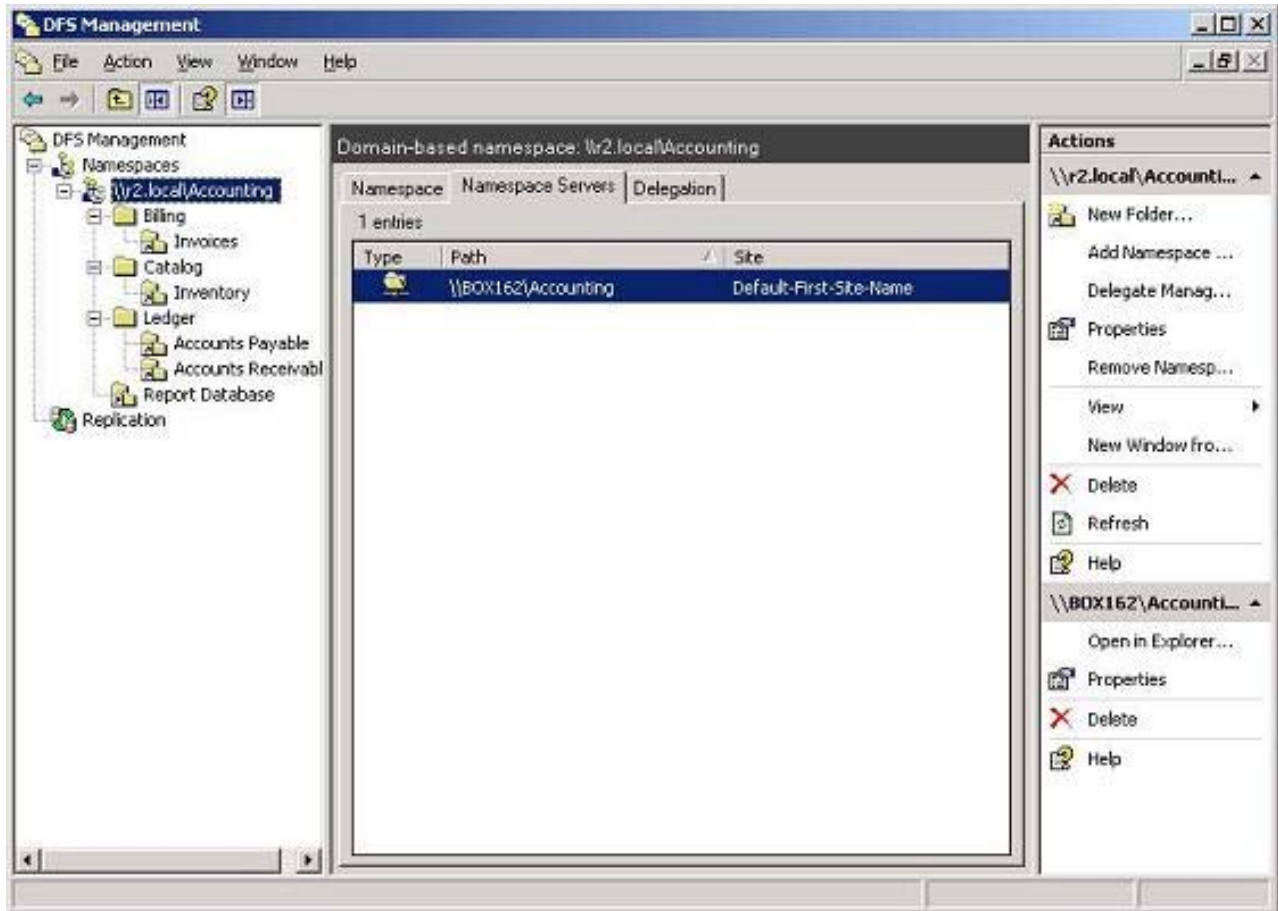 DFS Management
File Action View Window Help
DFS Management
Namespaces
\\r2.local\Accounting
Billing
Invoices
Catalog
Inventory
Ledger
Accounts Payable
Accounts Receivabl
Report Database
Replication
Domain-based namespace: \\r2.local\Accounting
Namespace Namespace Servers Delegation
1 entries
Type Path Site
\\BOX162\Accounting Default-First-Site-Name
Actions
\\r2.local\Accounti...
New Folder...
Add Namespace ...
Delegate Manag...
Properties
Remove Namesp...
View
New Window fro...
Delete
Refresh
Help
\\BOX162\Accounti...
Open in Explorer...
Properties
Delete
Help